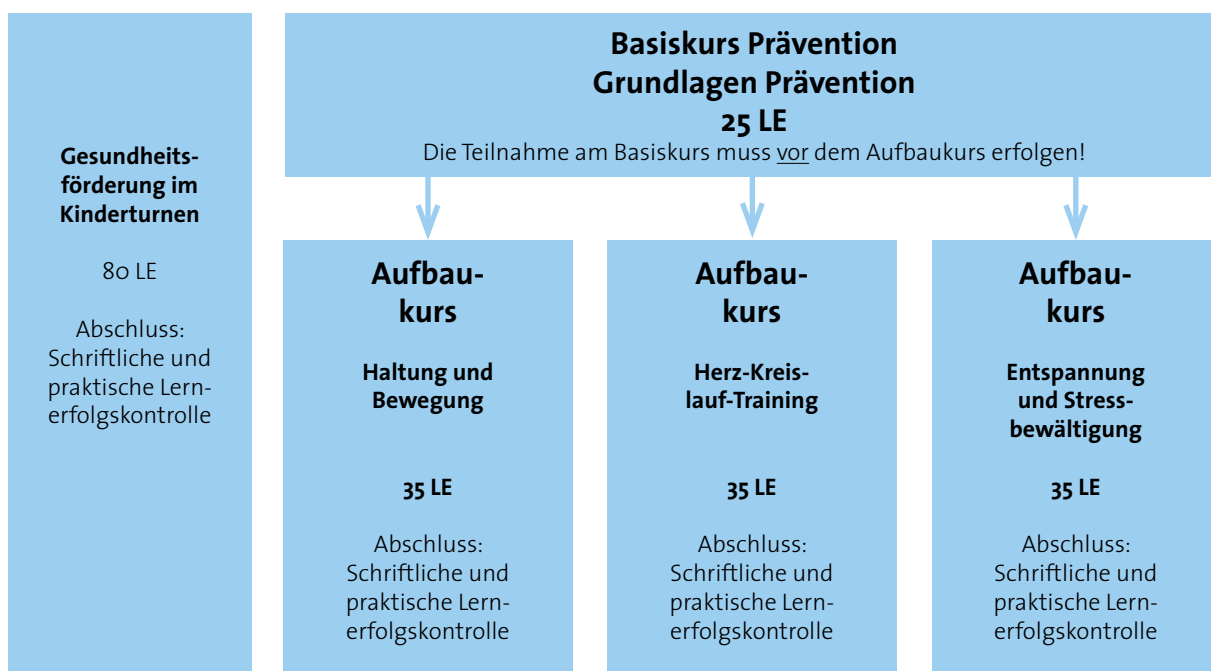 Gesundheits-
förderung im
Kinderturnen
80 LE
Abschluss:
Schriftliche und
praktische Lern-
erfolgskontrolle
Basiskurs Prävention
Grundlagen Prävention
25 LE
Die Teilnahme am Basiskurs muss vor dem Aufbaukurs erfolgen!
Aufbau-
kurs
Haltung und
Bewegung
35 LE
Abschluss:
Schriftliche und
praktische Lern-
erfolgskontrolle
Aufbau-
kurs
Herz-Kreis-
lauf-Training
35 LE
Abschluss:
Schriftliche und
praktische Lern-
erfolgskontrolle
Aufbau-
kurs
Entspannung
und Stress-
bewältigung
35 LE
Abschluss:
Schriftliche und
praktische Lern-
erfolgskontrolle